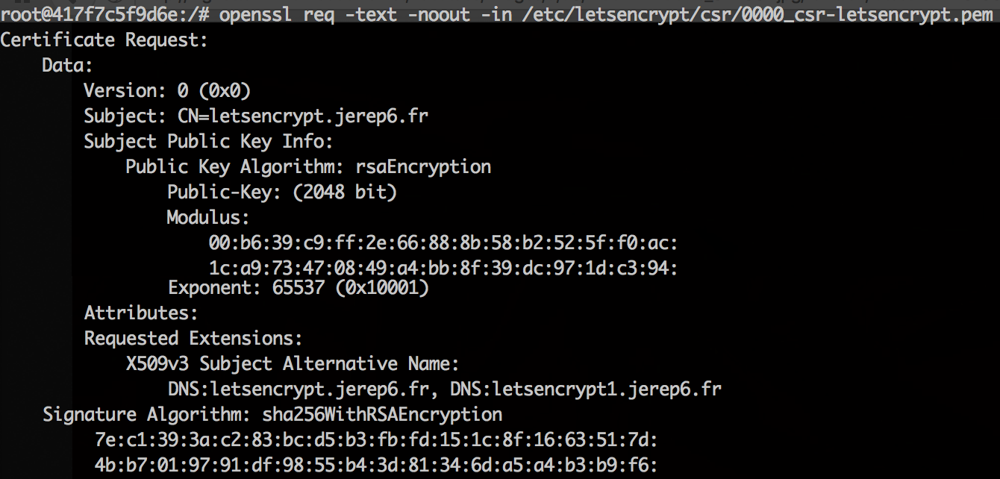 root@417f7c5f9d6e:/# openssl req -text -noout -in /etc/letsencrypt/csr/0000_csr-letsencrypt.pem
Certificate Request:
    Data:
        Version: 0 (0x0)
        Subject: CN=letsencrypt.jerep6.fr
        Subject Public Key Info:
            Public Key Algorithm: rsaEncryption
                Public-Key: (2048 bit)
                Modulus:
                    00:b6:39:c9:ff:2e:66:88:8b:58:b2:52:5f:f0:ac:
                    1c:a9:73:47:08:49:a4:bb:8f:39:dc:97:1d:c3:94:
                Exponent: 65537 (0x10001)
        Attributes:
        Requested Extensions:
            X509v3 Subject Alternative Name:
                DNS:letsencrypt.jerep6.fr, DNS:letsencrypt1.jerep6.fr
    Signature Algorithm: sha256WithRSAEncryption
         7e:c1:39:3a:c2:83:bc:d5:b3:fb:fd:15:1c:8f:16:63:51:7d:
         4b:b7:01:97:91:df:98:55:b4:3d:81:34:6d:a5:a4:b3:b9:f6: